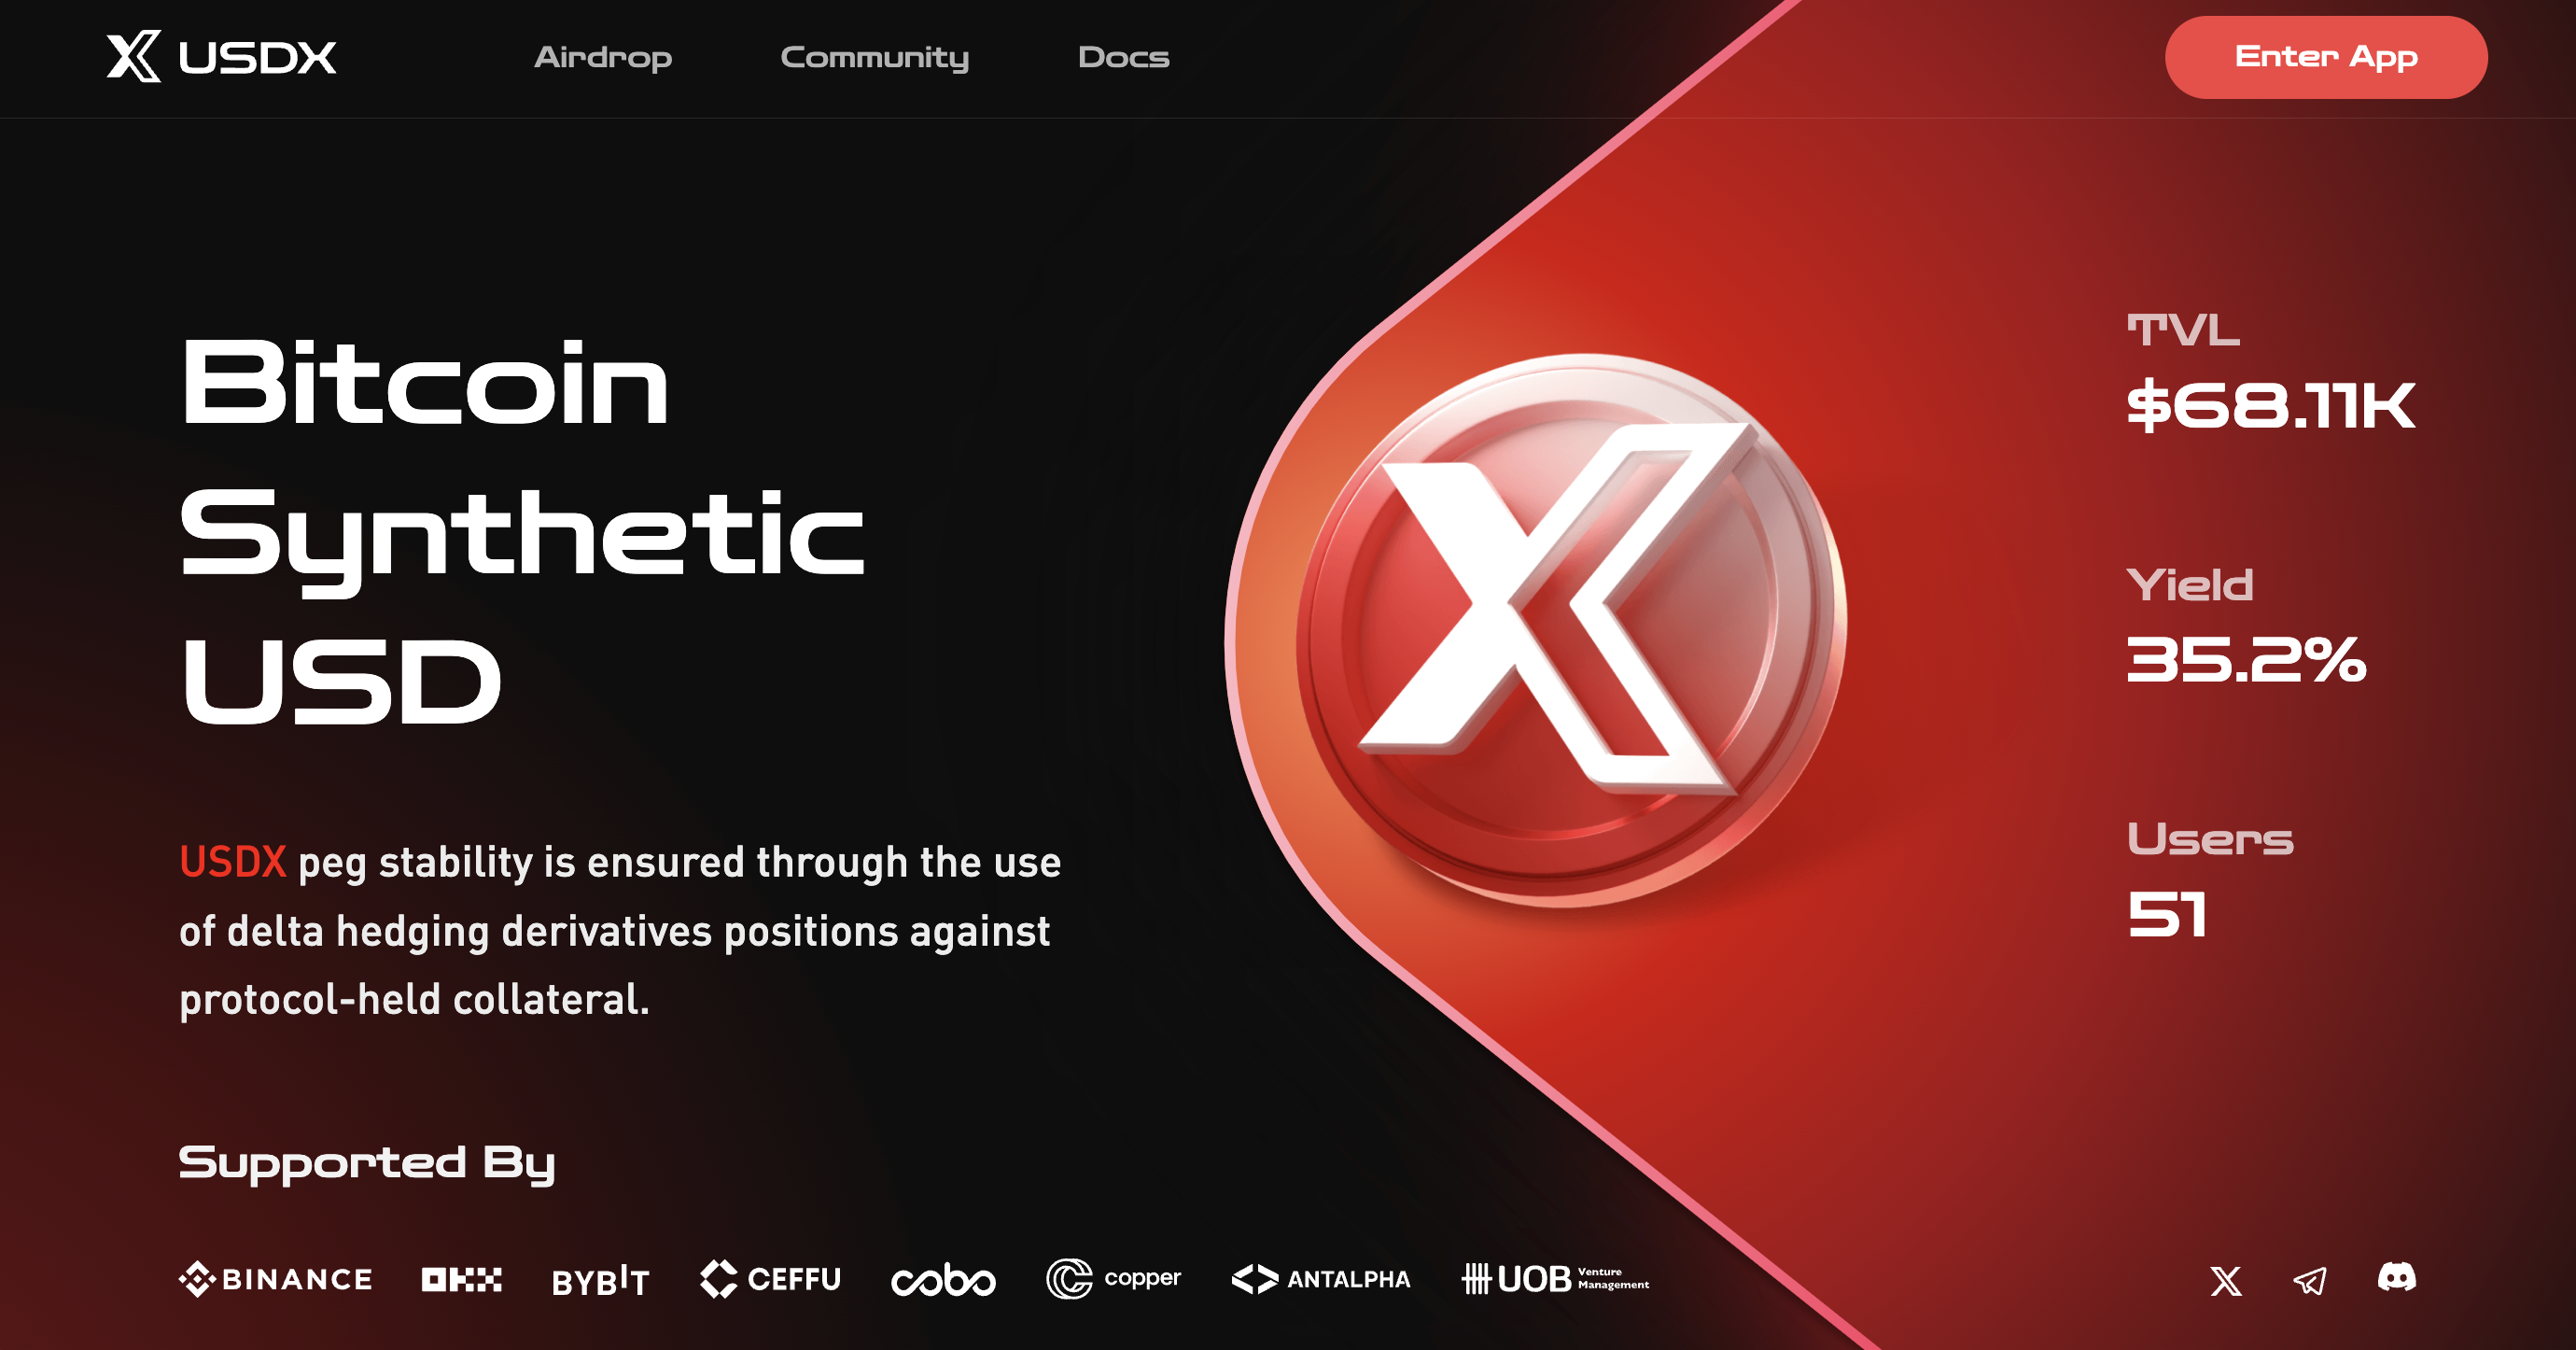 USDX
Airdrop
Community
Docs
Enter App
Bitcoin
Synthetic
USD
USDX peg stability is ensured through the use
of delta hedging derivatives positions against
protocol-held collateral.
TVL
$68.11K
Yield
35.2%
Users
51
Supported By
BINANCE
OKX
BYBIT
CEFFU
cobo
copper
ANTALPHA
UOB Venture
Management